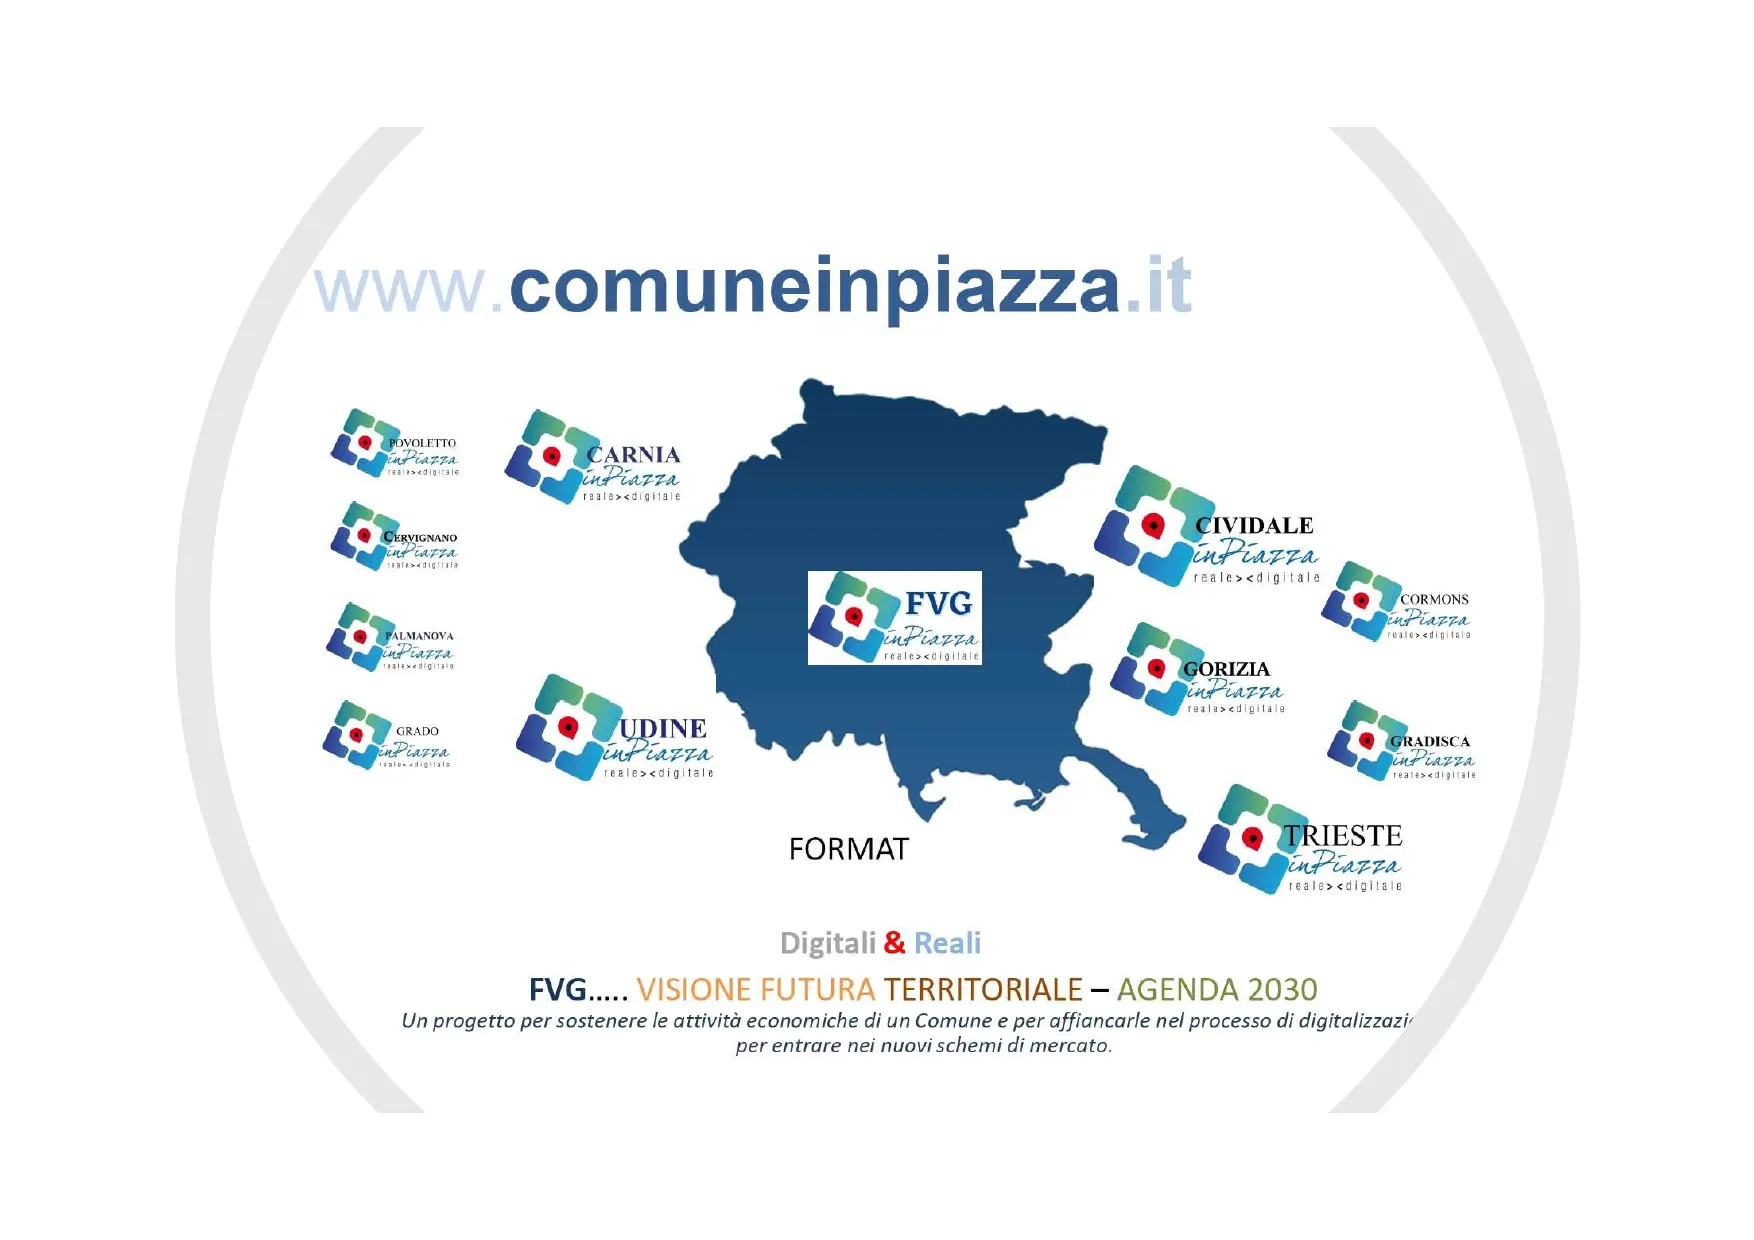 www.comuneinpiazza.it
POVOLETTO
inPiazza
reale><digitale
CARNIA
inPiazza
reale><digitale
CERVIGNANO
inPiazza
reale><digitale
PALMANOVA
inPiazza
reale><digitale
GRADO
inPiazza
reale><digitale
UDINE
inPiazza
reale><digitale
FVG
inPiazza
reale><digitale
CIVIDALE
inPiazza
reale><digitale
CORMONS
inPiazza
reale><digitale
GORIZIA
inPiazza
reale><digitale
GRADISCA
inPiazza
reale><digitale
TRIESTE
inPiazza
reale><digitale
FORMAT
Digitali & Reali
FVG..... VISIONE FUTURA TERRITORIALE – AGENDA 2030
Un progetto per sostenere le attività economiche di un Comune e per affiancarle nel processo di
per entrare nei nuovi schemi di mercato.